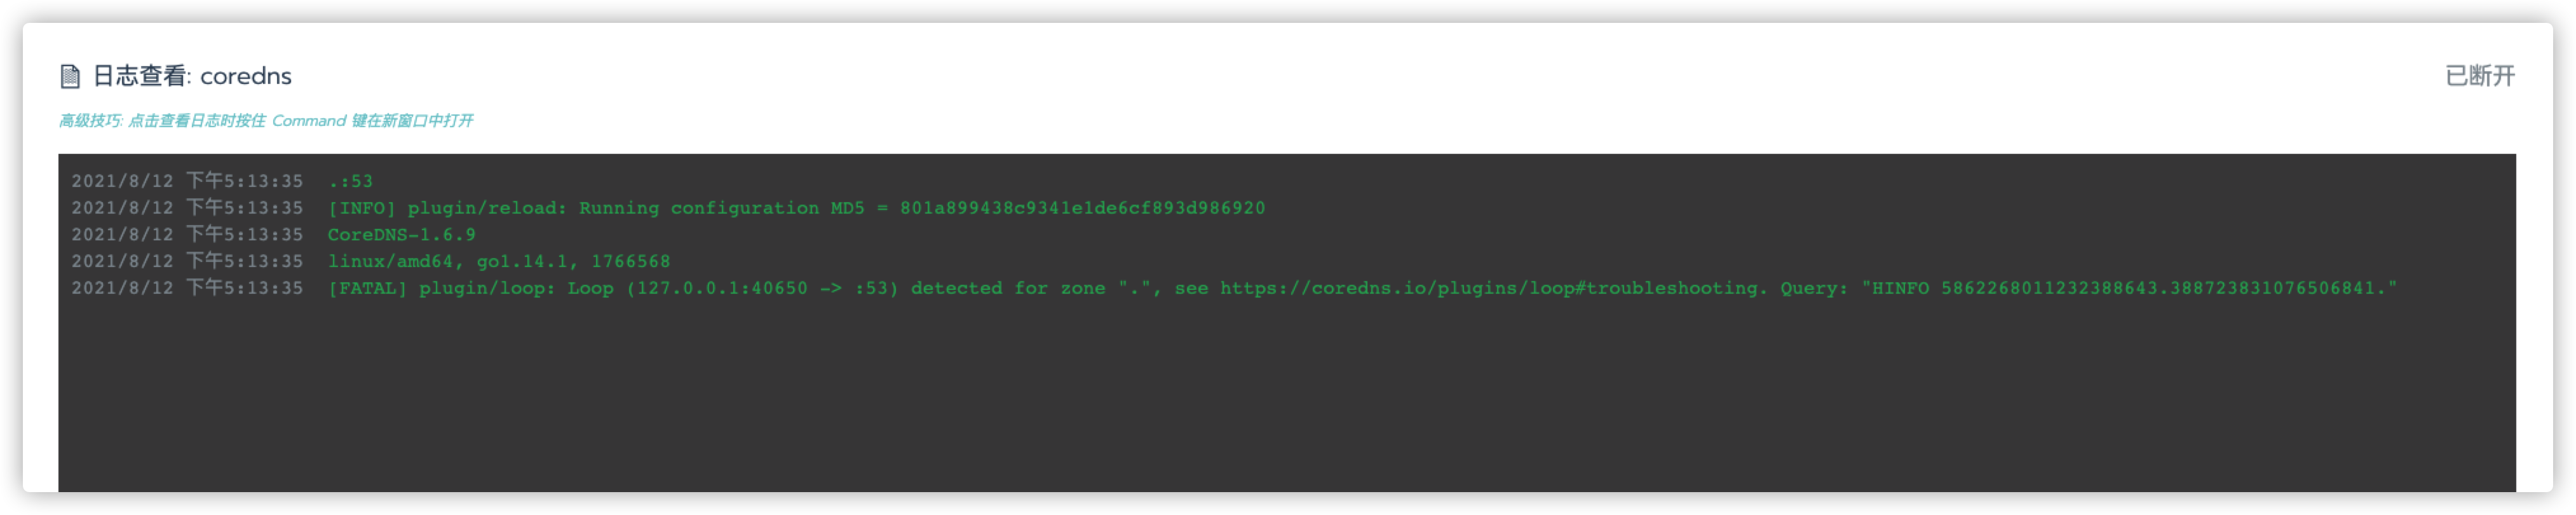 日志查看: coredns
已断开
高级技巧: 点击查看日志时按住 Command 键在新窗口中打开
2021/8/12 下午5:13:35 .:53
2021/8/12 下午5:13:35 [INFO] plugin/reload: Running configuration MD5 = 801a899438c9341e1de6cf893d986920
2021/8/12 下午5:13:35 CoreDNS-1.6.9
2021/8/12 下午5:13:35 linux/amd64, go1.14.1, 1766568
2021/8/12 下午5:13:35 [FATAL] plugin/loop: Loop (127.0.0.1:40650 -> :53) detected for zone ".", see https://coredns.io/plugins/loop#troubleshooting. Query: "HINFO 5862268011232388643.388723831076506841."